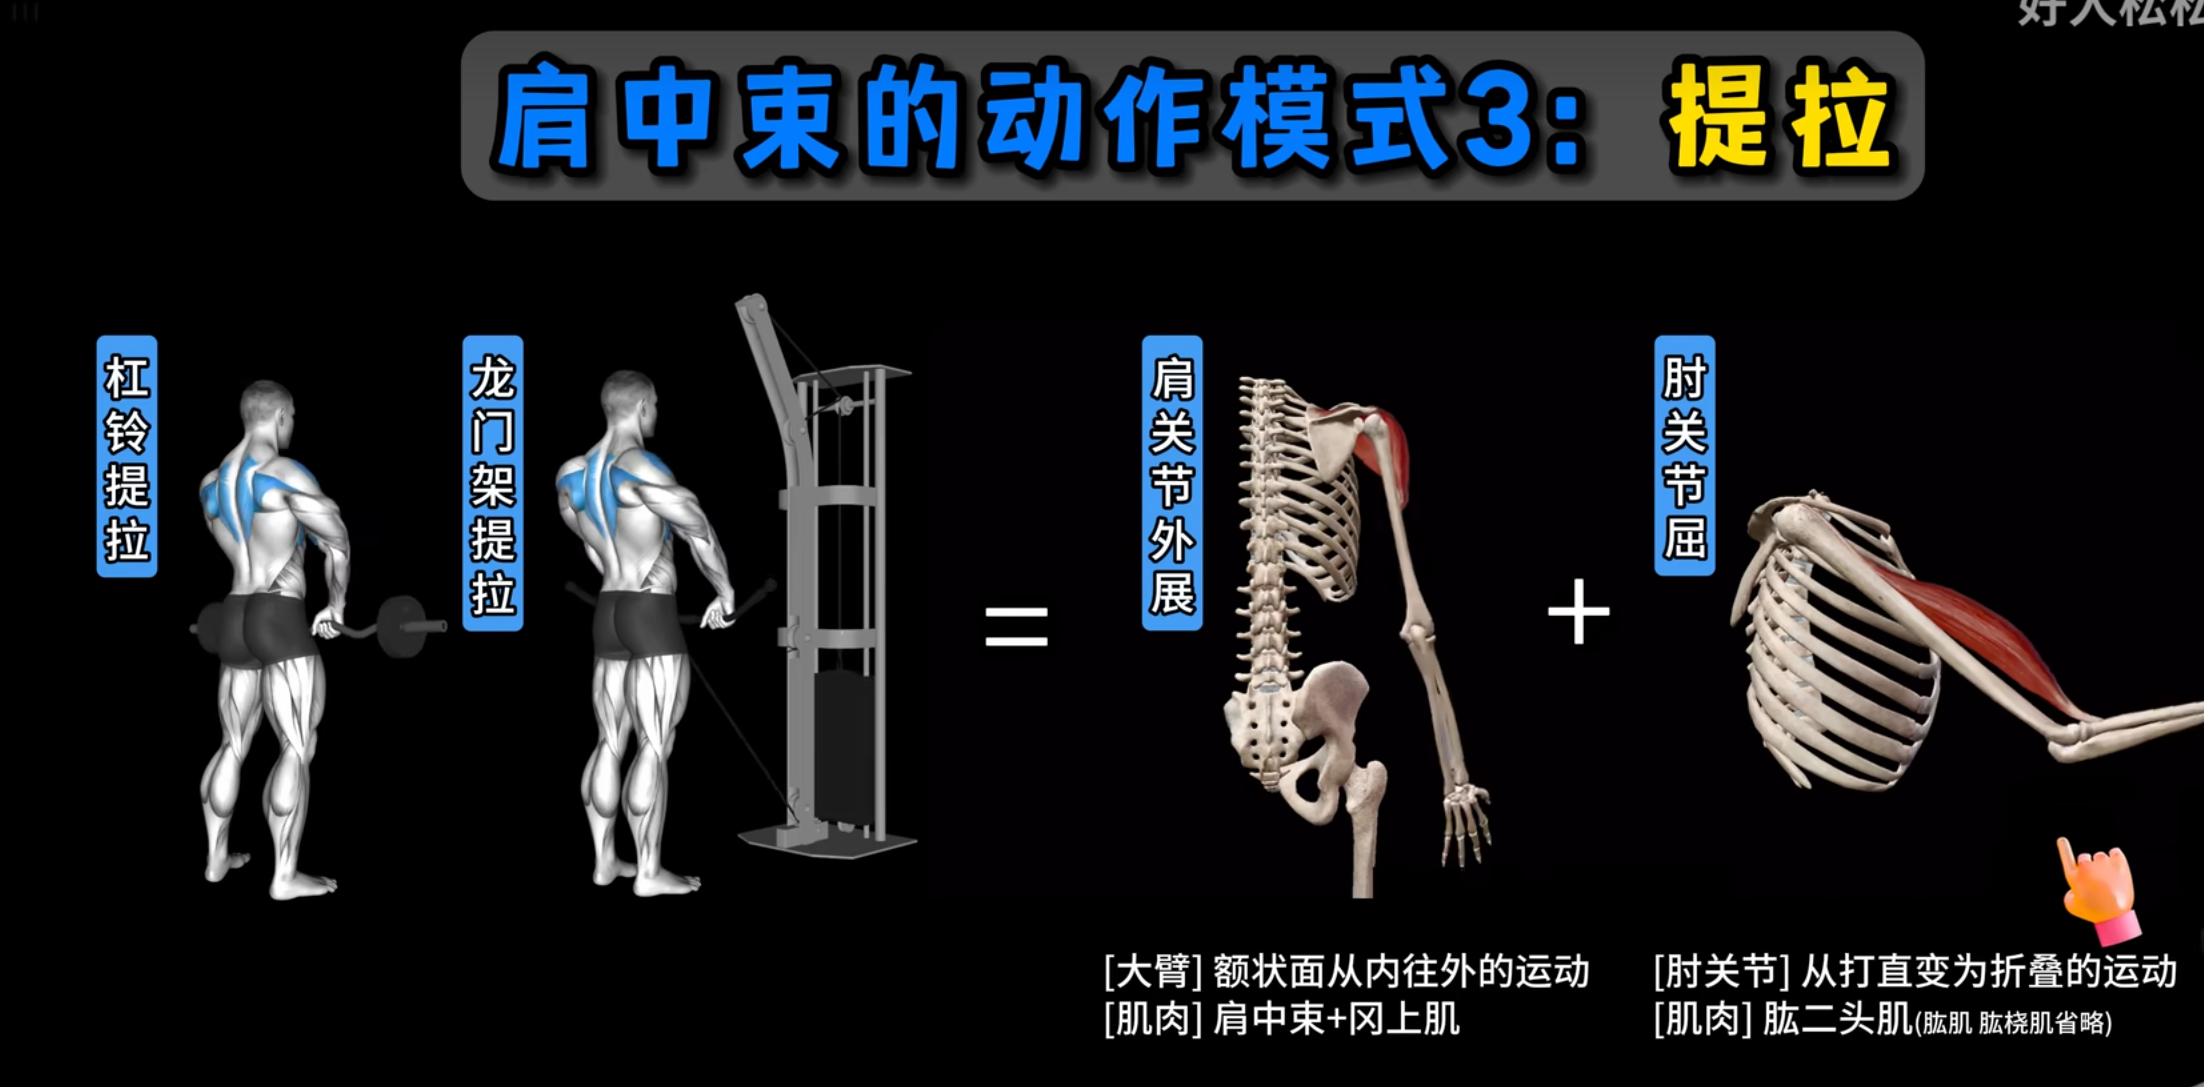 好人松松
肩中束的动作模式3：提拉
杠铃提拉
龙门架提拉
肩关节外展
肘关节屈
=
+
[大臂] 额状面从内往外的运动
[肌肉] 肩中束+冈上肌
[肘关节] 从打直变为折叠的运动
[肌肉] 肱二头肌(肱肌 肱桡肌省略)